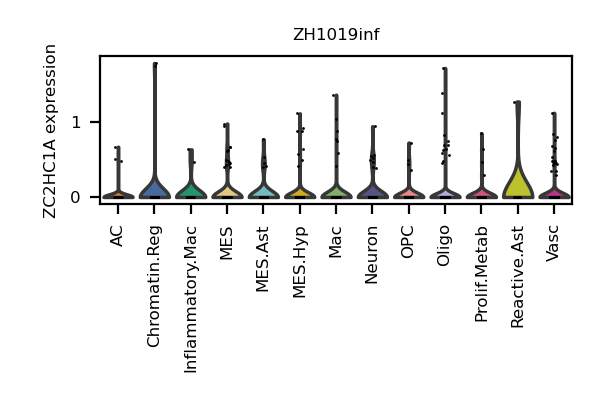 ZH1019inf
ZC2HC1A expression
1
0
AC
Chromatin.Reg
Inflammatory.Mac
MES
MES.Ast
MES.Hyp
Mac
Neuron
OPC
Oligo
Prolif.Metab
Reactive.Ast
Vasc